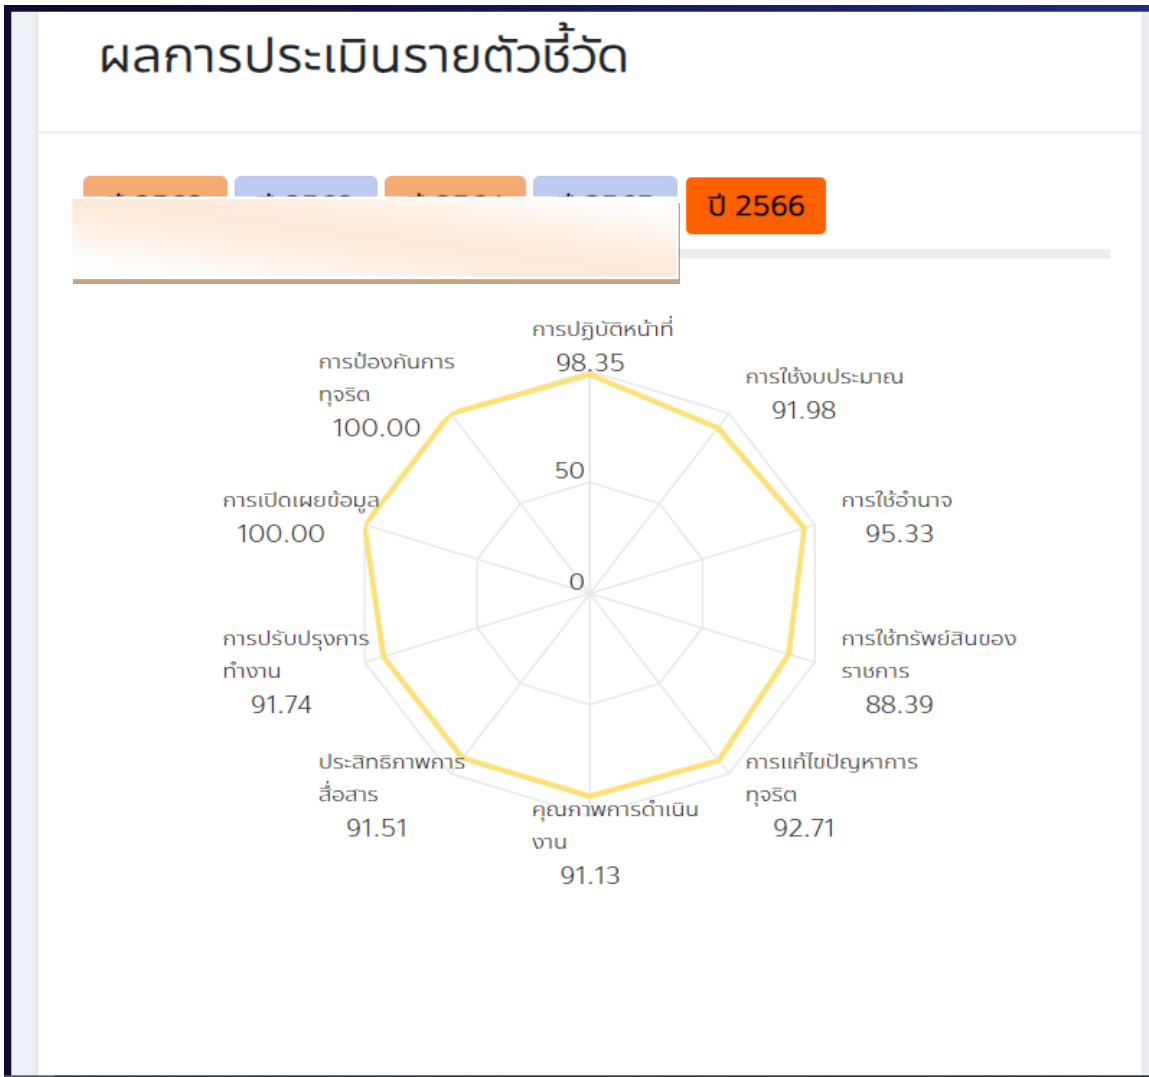 ผลการประเมินรายตัวชี้วัด
ปี 2566
การปฏิบัติหน้าที่
98.35
การป้องกันการ
ทุจริต
100.00
การใช้งบประมาณ
91.98
50
การเปิดเผยข้อมูล
100.00
การใช้อำนาจ
95.33
0
การปรับปรุงการ
ทำงาน
91.74
การใช้ทรัพย์สินของ
ราชการ
88.39
ประสิทธิภาพการ
สื่อสาร
91.51
การแก้ไขปัญหาการ
ทุจริต
92.71
คุณภาพการดำเนิน
งาน
91.13